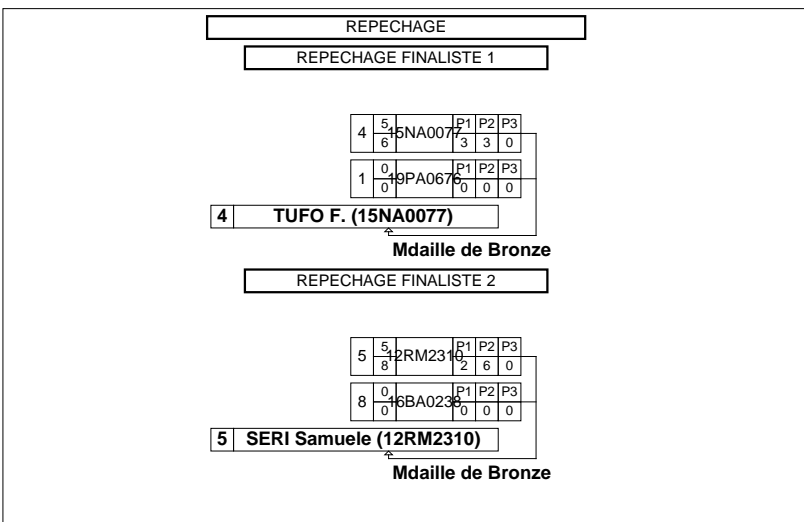 REPECHAGE
REPECHAGE FINALISTE 1
4 5 6 15NA0077 P1 P2 P3
3 3 0
1 0 0 19PA0676 P1 P2 P3
0 0 0
4 TUFO F. (15NA0077)
Mdaille de Bronze
REPECHAGE FINALISTE 2
5 5 8 12RM2310 P1 P2 P3
2 6 0
8 0 0 16BA0238 P1 P2 P3
0 0 0
5 SERI Samuele (12RM2310)
Mdaille de Bronze